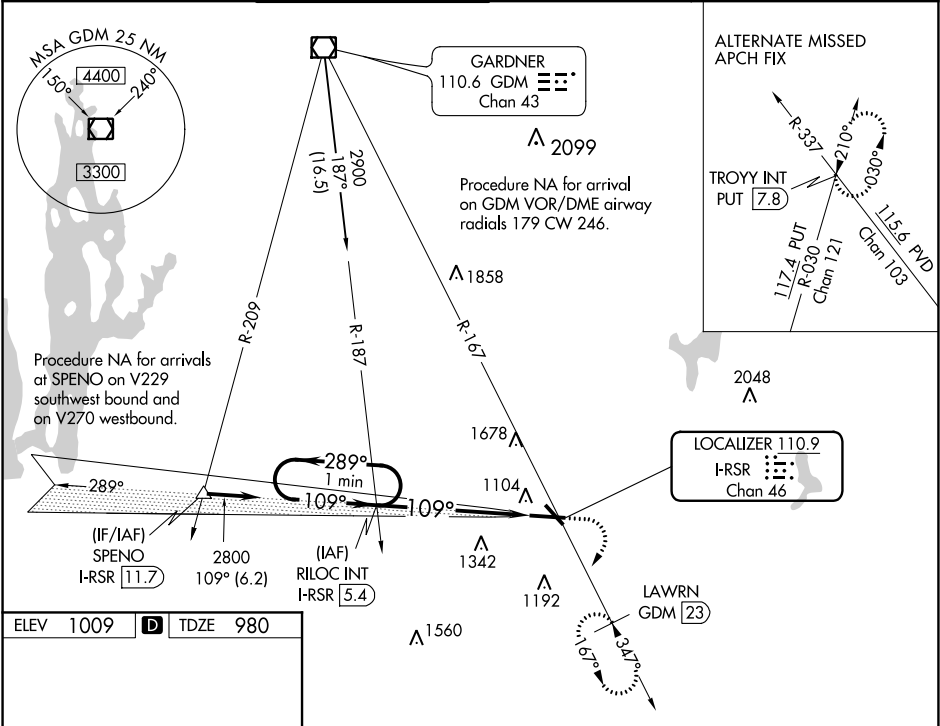 MSA GDM 25 NM
150°
4400
240°
3300
GARDNER
110.6 GDM
Chan 43
2099
2900
187°
(16.5)
Procedure NA for arrival
on GDM VOR/DME airway
radials 179 CW 246.
ALTERNATE MISSED
APCH FIX
R-337
210°
030°
TROYY INT
PUT 7.8
117.4 PUT
R-030
Chan 121
115.6 PVD
Chan 103
1858
R-209
R-187
R-167
Procedure NA for arrivals
at SPENO on V229
southwest bound and
on V270 westbound.
2048
1678
LOCALIZER 110.9
I-RSR
Chan 46
289°
289°
1 min
109°
109°
1104
(IF/IAF)
SPENO
I-RSR 11.7
2800
109° (6.2)
(IAF)
RILOC INT
I-RSR 5.4
1342
1192
LAWRN
GDM 23
1560
167°
347°
ELEV 1009 D TDZE 980